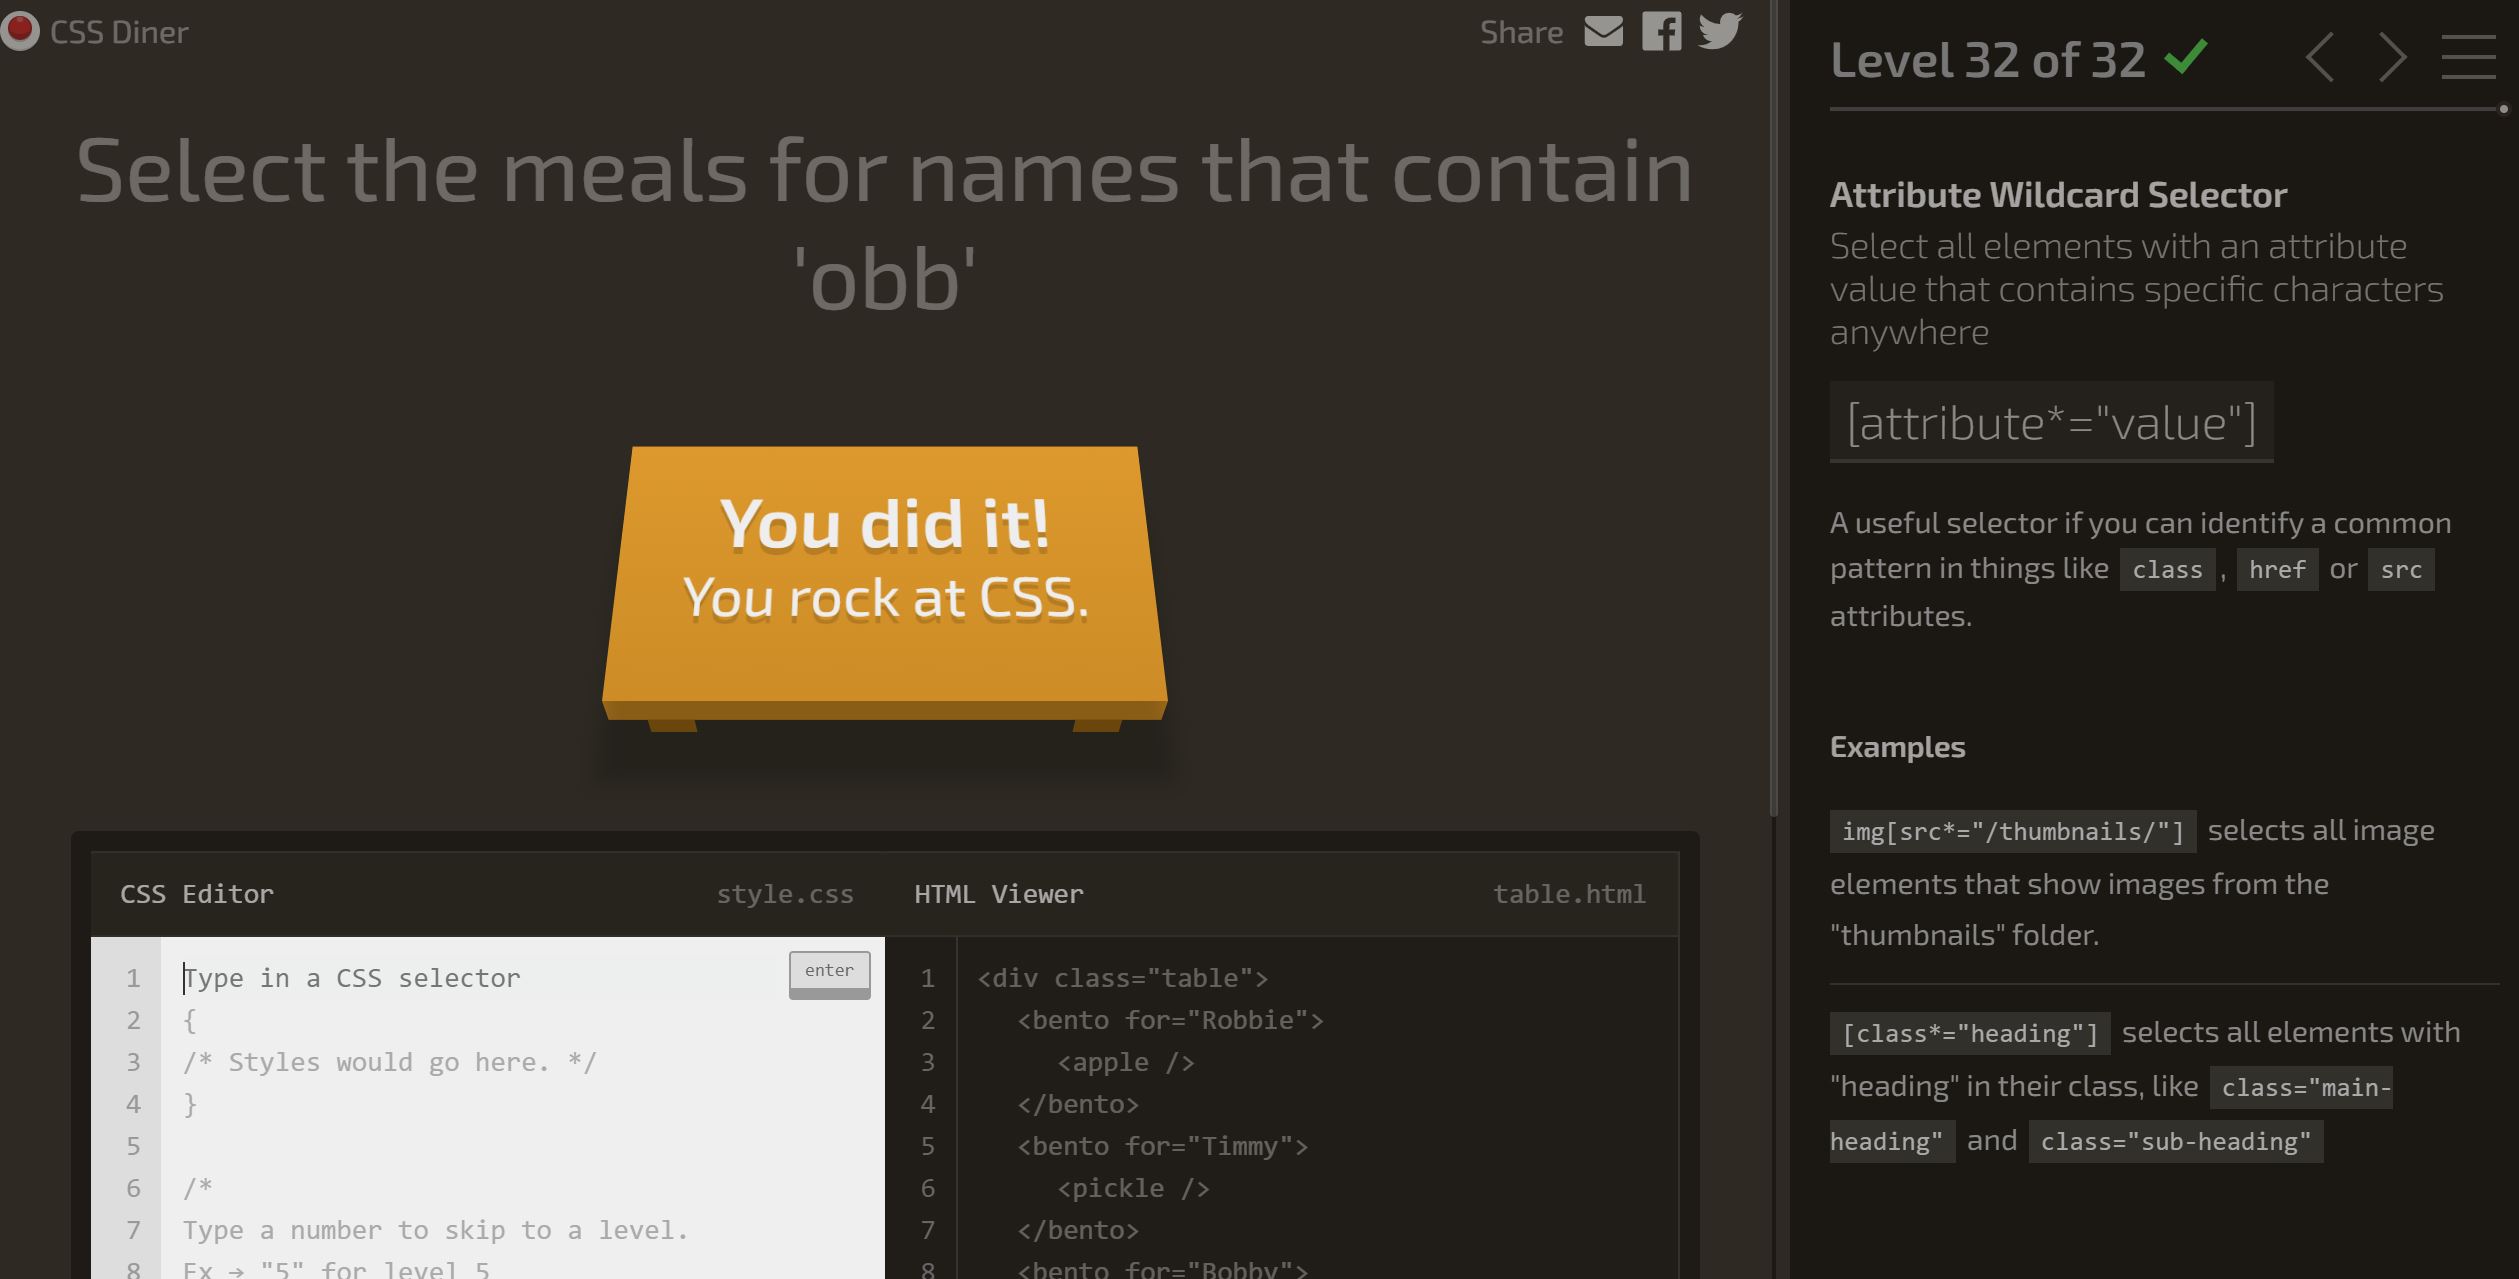 CSS Diner
Share
Select the meals for names that contain
'obb'
You did it!
You rock at CSS.
CSS Editor
style.css
HTML Viewer
table.html
1
Type in a CSS selector
enter
2
{
3
/* Styles would go here. */
4
}
5
6
/*
7
Type a number to skip to a level.
8
Ex → "5" for level 5
1
<div class="table">
2
<bento for="Robbie">
3
<apple />
4
</bento>
5
<bento for="Timmy">
6
<pickle />
7
</bento>
8
<bento for="Bobby">
Level 32 of 32
Attribute Wildcard Selector
Select all elements with an attribute
value that contains specific characters
anywhere
[attribute*="value"]
A useful selector if you can identify a common
pattern in things like class , href or src
attributes.
Examples
img[src*="/thumbnails/"] selects all image
elements that show images from the
"thumbnails" folder.
[class*="heading"] selects all elements with
"heading" in their class, like class="main-
heading" and class="sub-heading"